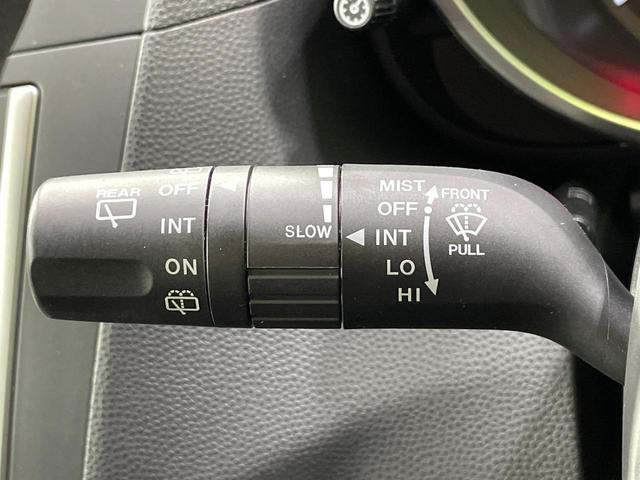 REAR
OFF
INT
ON
SLOW
MIST
OFF
INT
LO
HI
FRONT
PULL